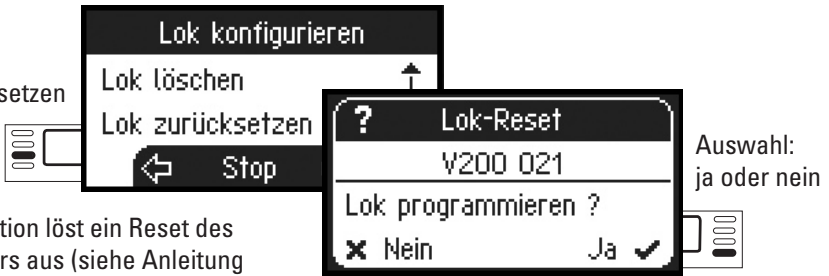 Lok konfigurieren
Lok löschen
Lok zurücksetzen
Stop
? Lok-Reset
V200 021
Lok programmieren ?
Nein Ja
Auswahl:
ja oder nein
setzen
tion löst ein Reset des
rs aus (siehe Anleitung